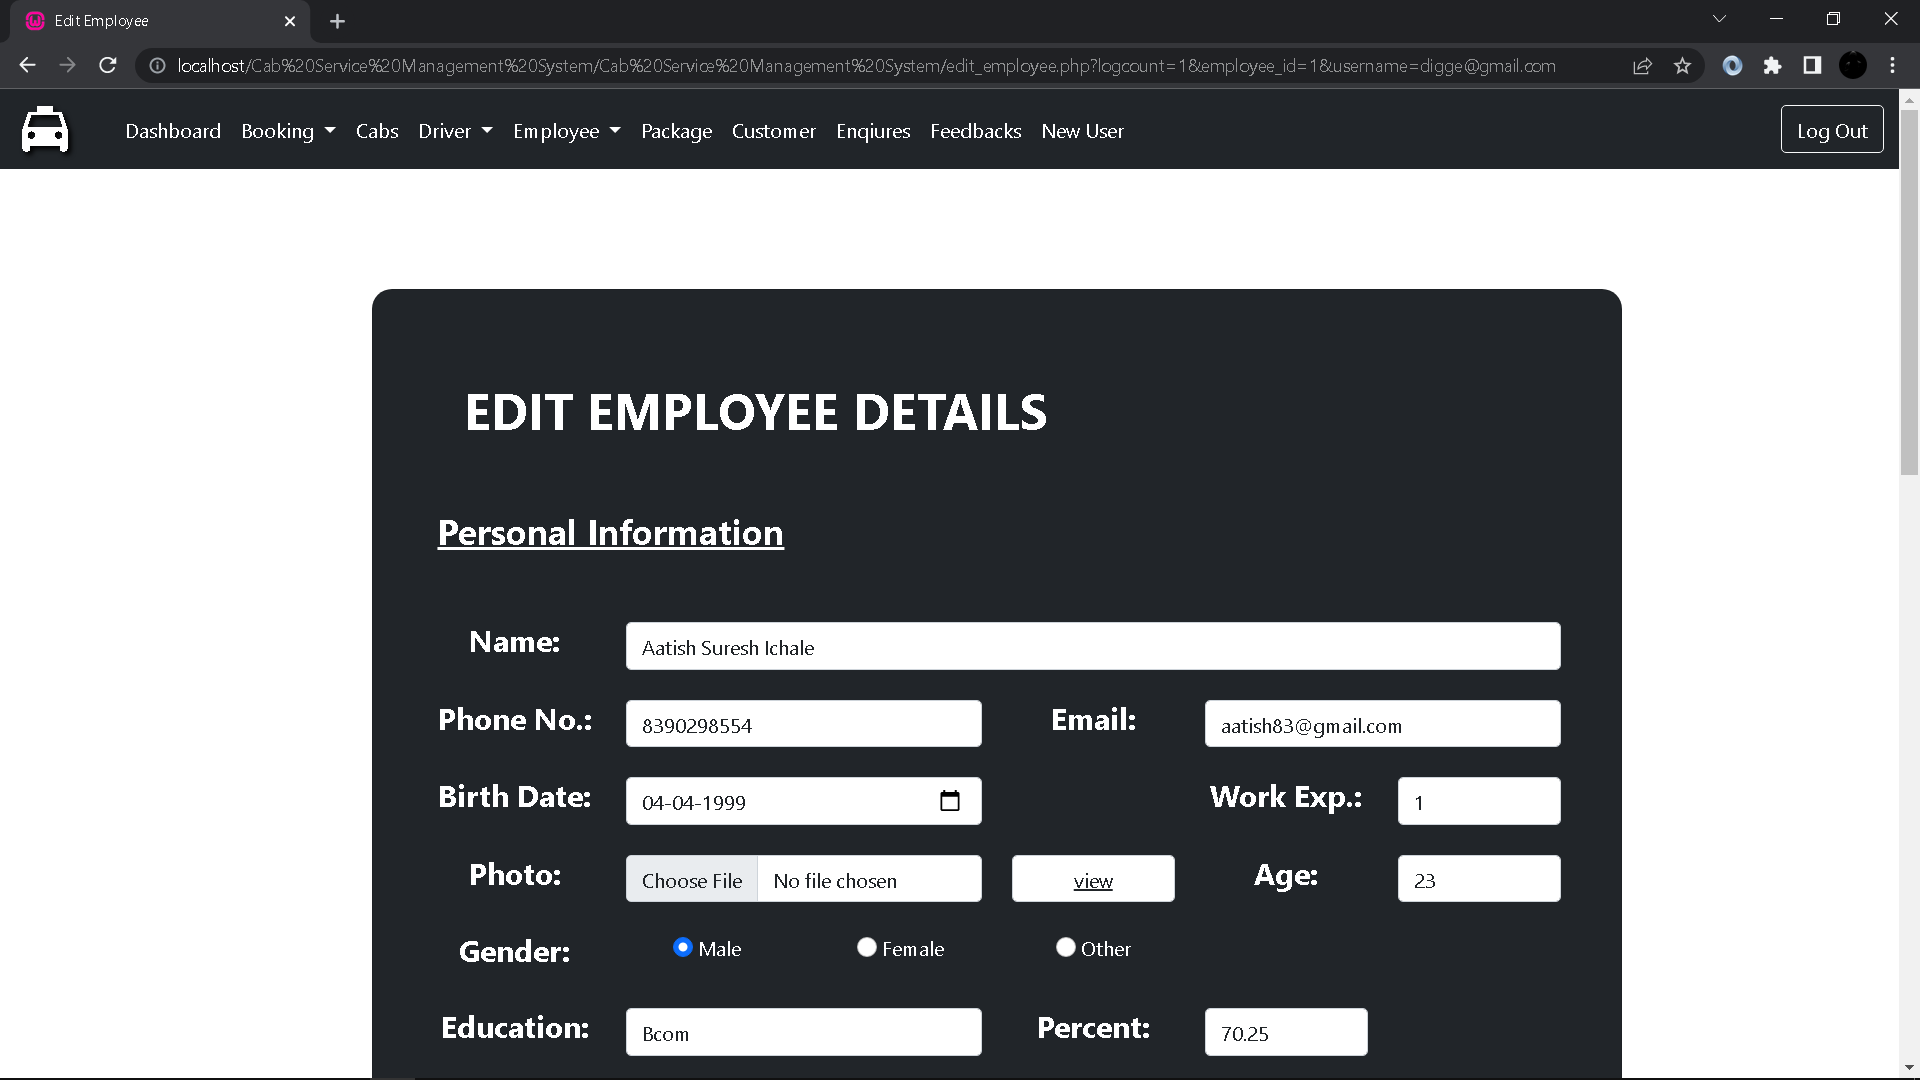 Edit Employee
localhost/Cab%20Service%20Management%20System/Cab%20Service%20Management%20System/edit_employee.php?logcount=1&employee_id=1&username=digge@gmail.com
Dashboard Booking Cabs Driver Employee Package Customer Enqiures Feedbacks New User Log Out
EDIT EMPLOYEE DETAILS
Personal Information
Name: Aatish Suresh Ichale
Phone No.: 8390298554 Email: aatish83@gmail.com
Birth Date: 04-04-1999 Work Exp.: 1
Photo: Choose File No file chosen view Age: 23
Gender: Male Female Other
Education: Bcom Percent: 70.25